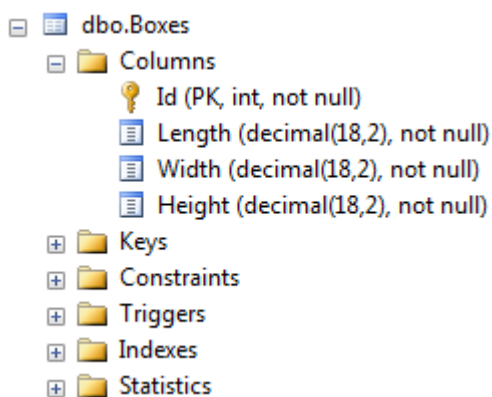 dbo.Boxes
Columns
Id (PK, int, not null)
Length (decimal(18,2), not null)
Width (decimal(18,2), not null)
Height (decimal(18,2), not null)
Keys
Constraints
Triggers
Indexes
Statistics